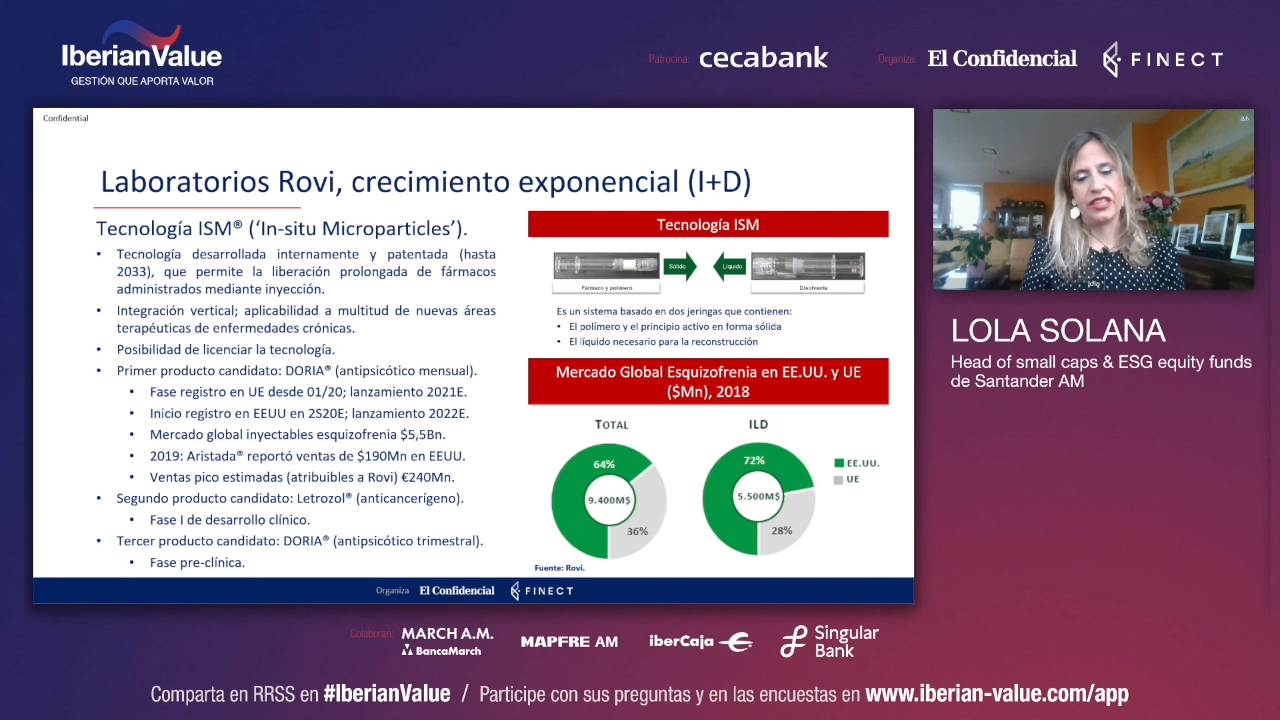 IberianValue
GESTIÓN QUE APORTA VALOR
Patrocina: cecabank
Organiza: El Confidencial FINECT
Confidential
Laboratorios Rovi, crecimiento exponencial (I+D)
Tecnología ISM® (‘In-situ Microparticles’).
• Tecnología desarrollada internamente y patentada (hasta
2033), que permite la liberación prolongada de fármacos
administrados mediante inyección.
• Integración vertical; aplicabilidad a multitud de nuevas áreas
terapéuticas de enfermedades crónicas.
• Posibilidad de licenciar la tecnología.
• Primer producto candidato: DORIA® (antipsicótico mensual).
• Fase registro en UE desde 01/20; lanzamiento 2021E.
• Inicio registro en EEUU en 2S20E; lanzamiento 2022E.
• Mercado global inyectables esquizofrenia $5,5Bn.
• 2019: Aristada® reportó ventas de $190Mn en EEUU.
• Ventas pico estimadas (atribuibles a Rovi) €240Mn.
• Segundo producto candidato: Letrozol® (anticancerígeno).
• Fase I de desarrollo clínico.
• Tercer producto candidato: DORIA® (antipsicótico trimestral).
• Fase pre-clínica.
Tecnología ISM
Sólido
Líquido
Fármaco y polímero
Disolvente
Es un sistema basado en dos jeringas que contienen:
• El polímero y el principio activo en forma sólida
• El líquido necesario para la reconstrucción
Mercado Global Esquizofrenia en EE.UU. y UE
($Mn), 2018
TOTAL
64%
9.400M$
36%
ILD
72%
5.500M$
28%
EE.UU.
UE
Fuente: Rovi.
Organiza El Confidencial FINECT
LOLA SOLANA
Head of small caps & ESG equity funds
de Santander AM
Colaboran: MARCH A.M.
BancaMarch
MAPFRE AM
iberCaja
Singular
Bank
Comparta en RRSS en #IberianValue / Participe con sus preguntas y en las encuestas en www.iberian-value.com/app